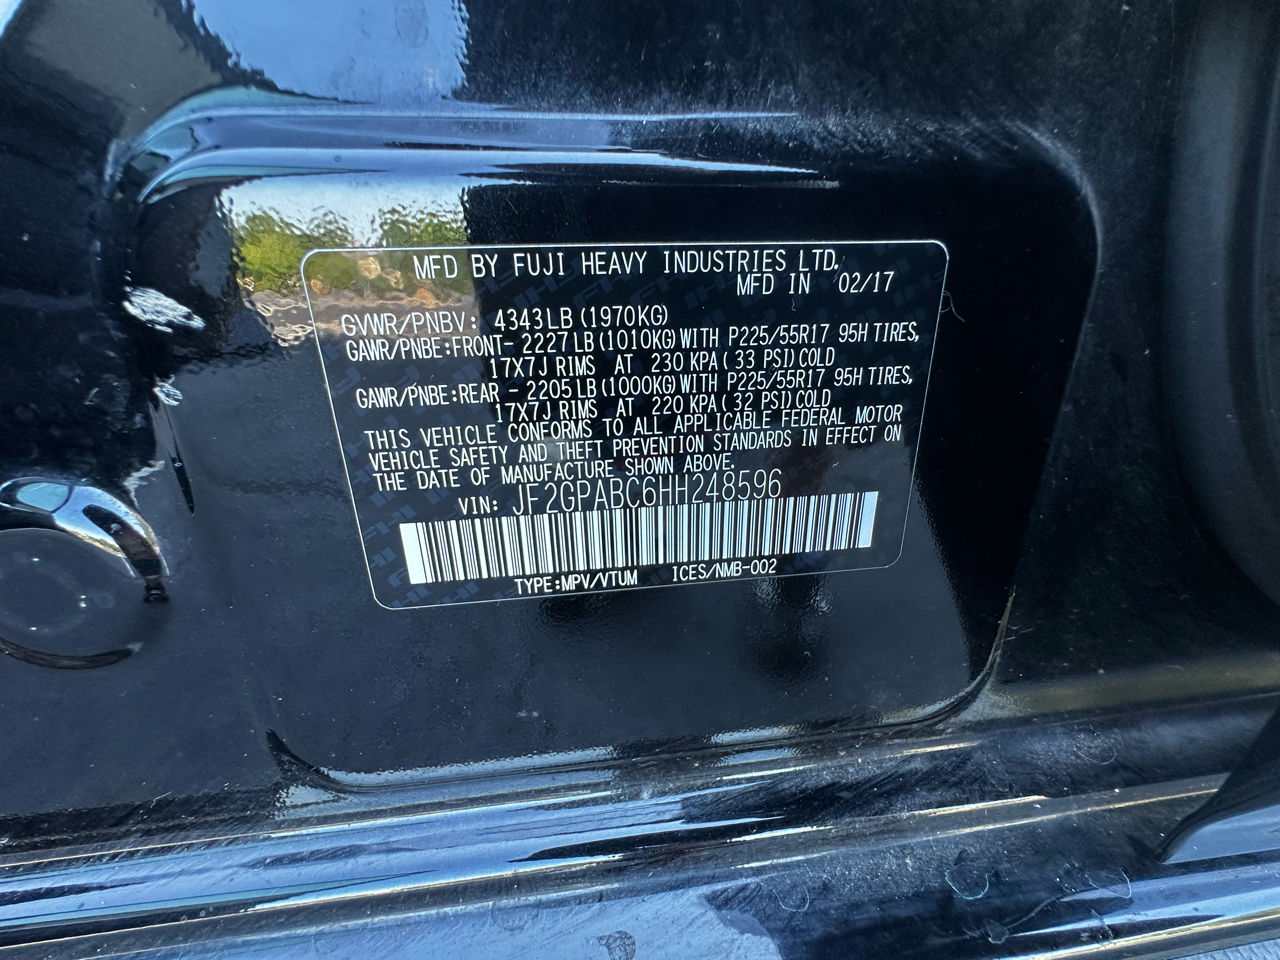 MFD BY FUJI HEAVY INDUSTRIES LTD.
MFD IN 02/17
GVWR/PNBV: 4343LB(1970KG)
GAWR/PNBE:FRONT-2227LB(1010KG)WITH P225/55R17 95H TIRES,
17X7J RIMS AT 230 KPA(33 PSI)COLD
GAWR/PNBE:REAR -2205LB(1000KG)WITH P225/55R17 95H TIRES,
17X7J RIMS AT 220 KPA(32 PSI)COLD
THIS VEHICLE CONFORMS TO ALL APPLICABLE FEDERAL MOTOR
VEHICLE SAFETY AND THEFT PREVENTION STANDARDS IN EFFECT ON
THE DATE OF MANUFACTURE SHOWN ABOVE.
VIN: JF2GPABC6HH248596
TYPE:MPV/VTUM ICES/NMB-002